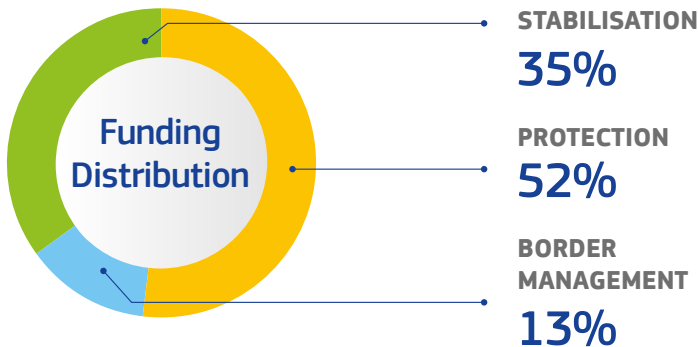 Funding
Distribution
STABILISATION
35%
PROTECTION
52%
BORDER
MANAGEMENT
13%